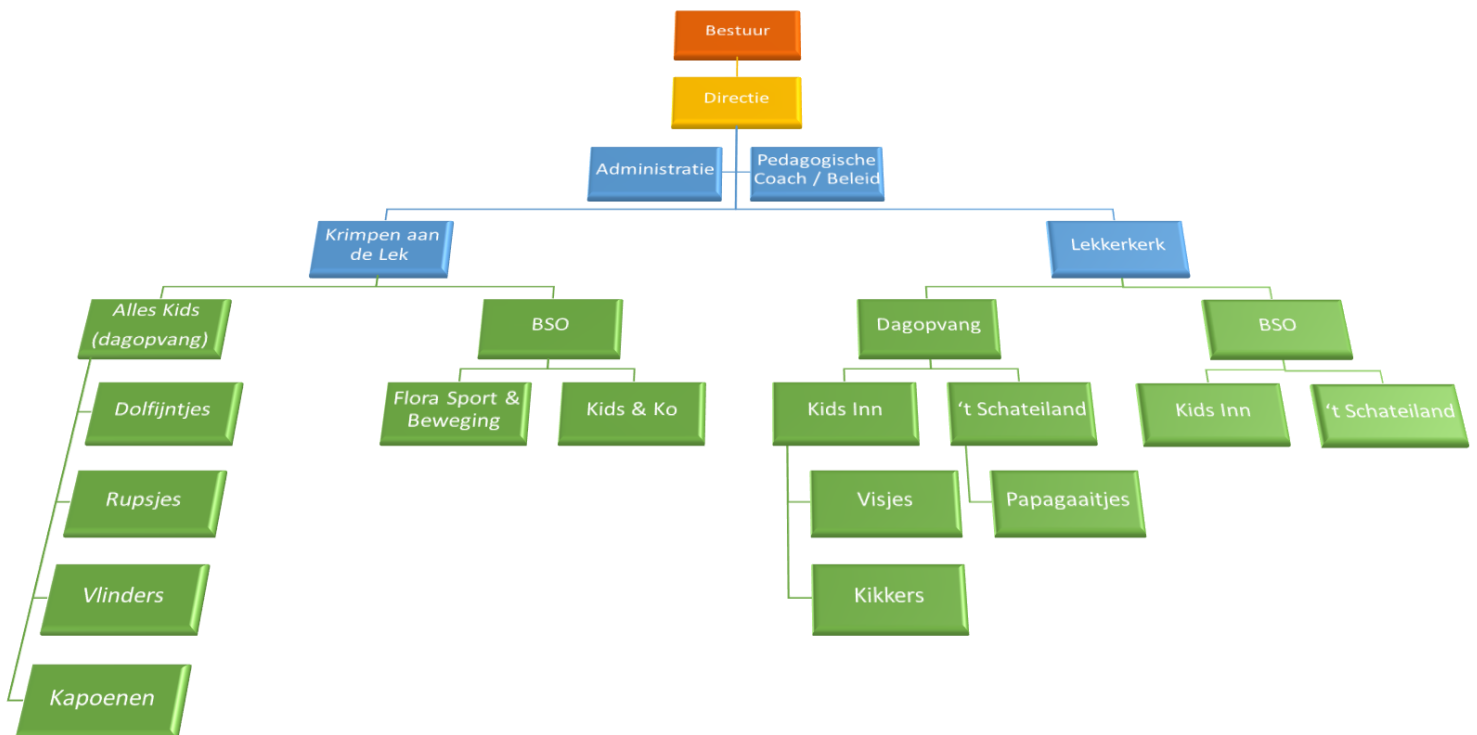 Bestuur
Directie
Administratie
Pedagogische
Coach / Beleid
Krimpen aan
de Lek
Lekkerkerk
Alles Kids
(dagopvang)
BSO
Dagopvang
BSO
Dolfijntjes
Flora Sport &
Beweging
Kids & Ko
Kids Inn
‘t Schateiland
Kids Inn
‘t Schateiland
Rupsjes
Visjes
Papagaaitjes
Vlinders
Kikkers
Kapoenen